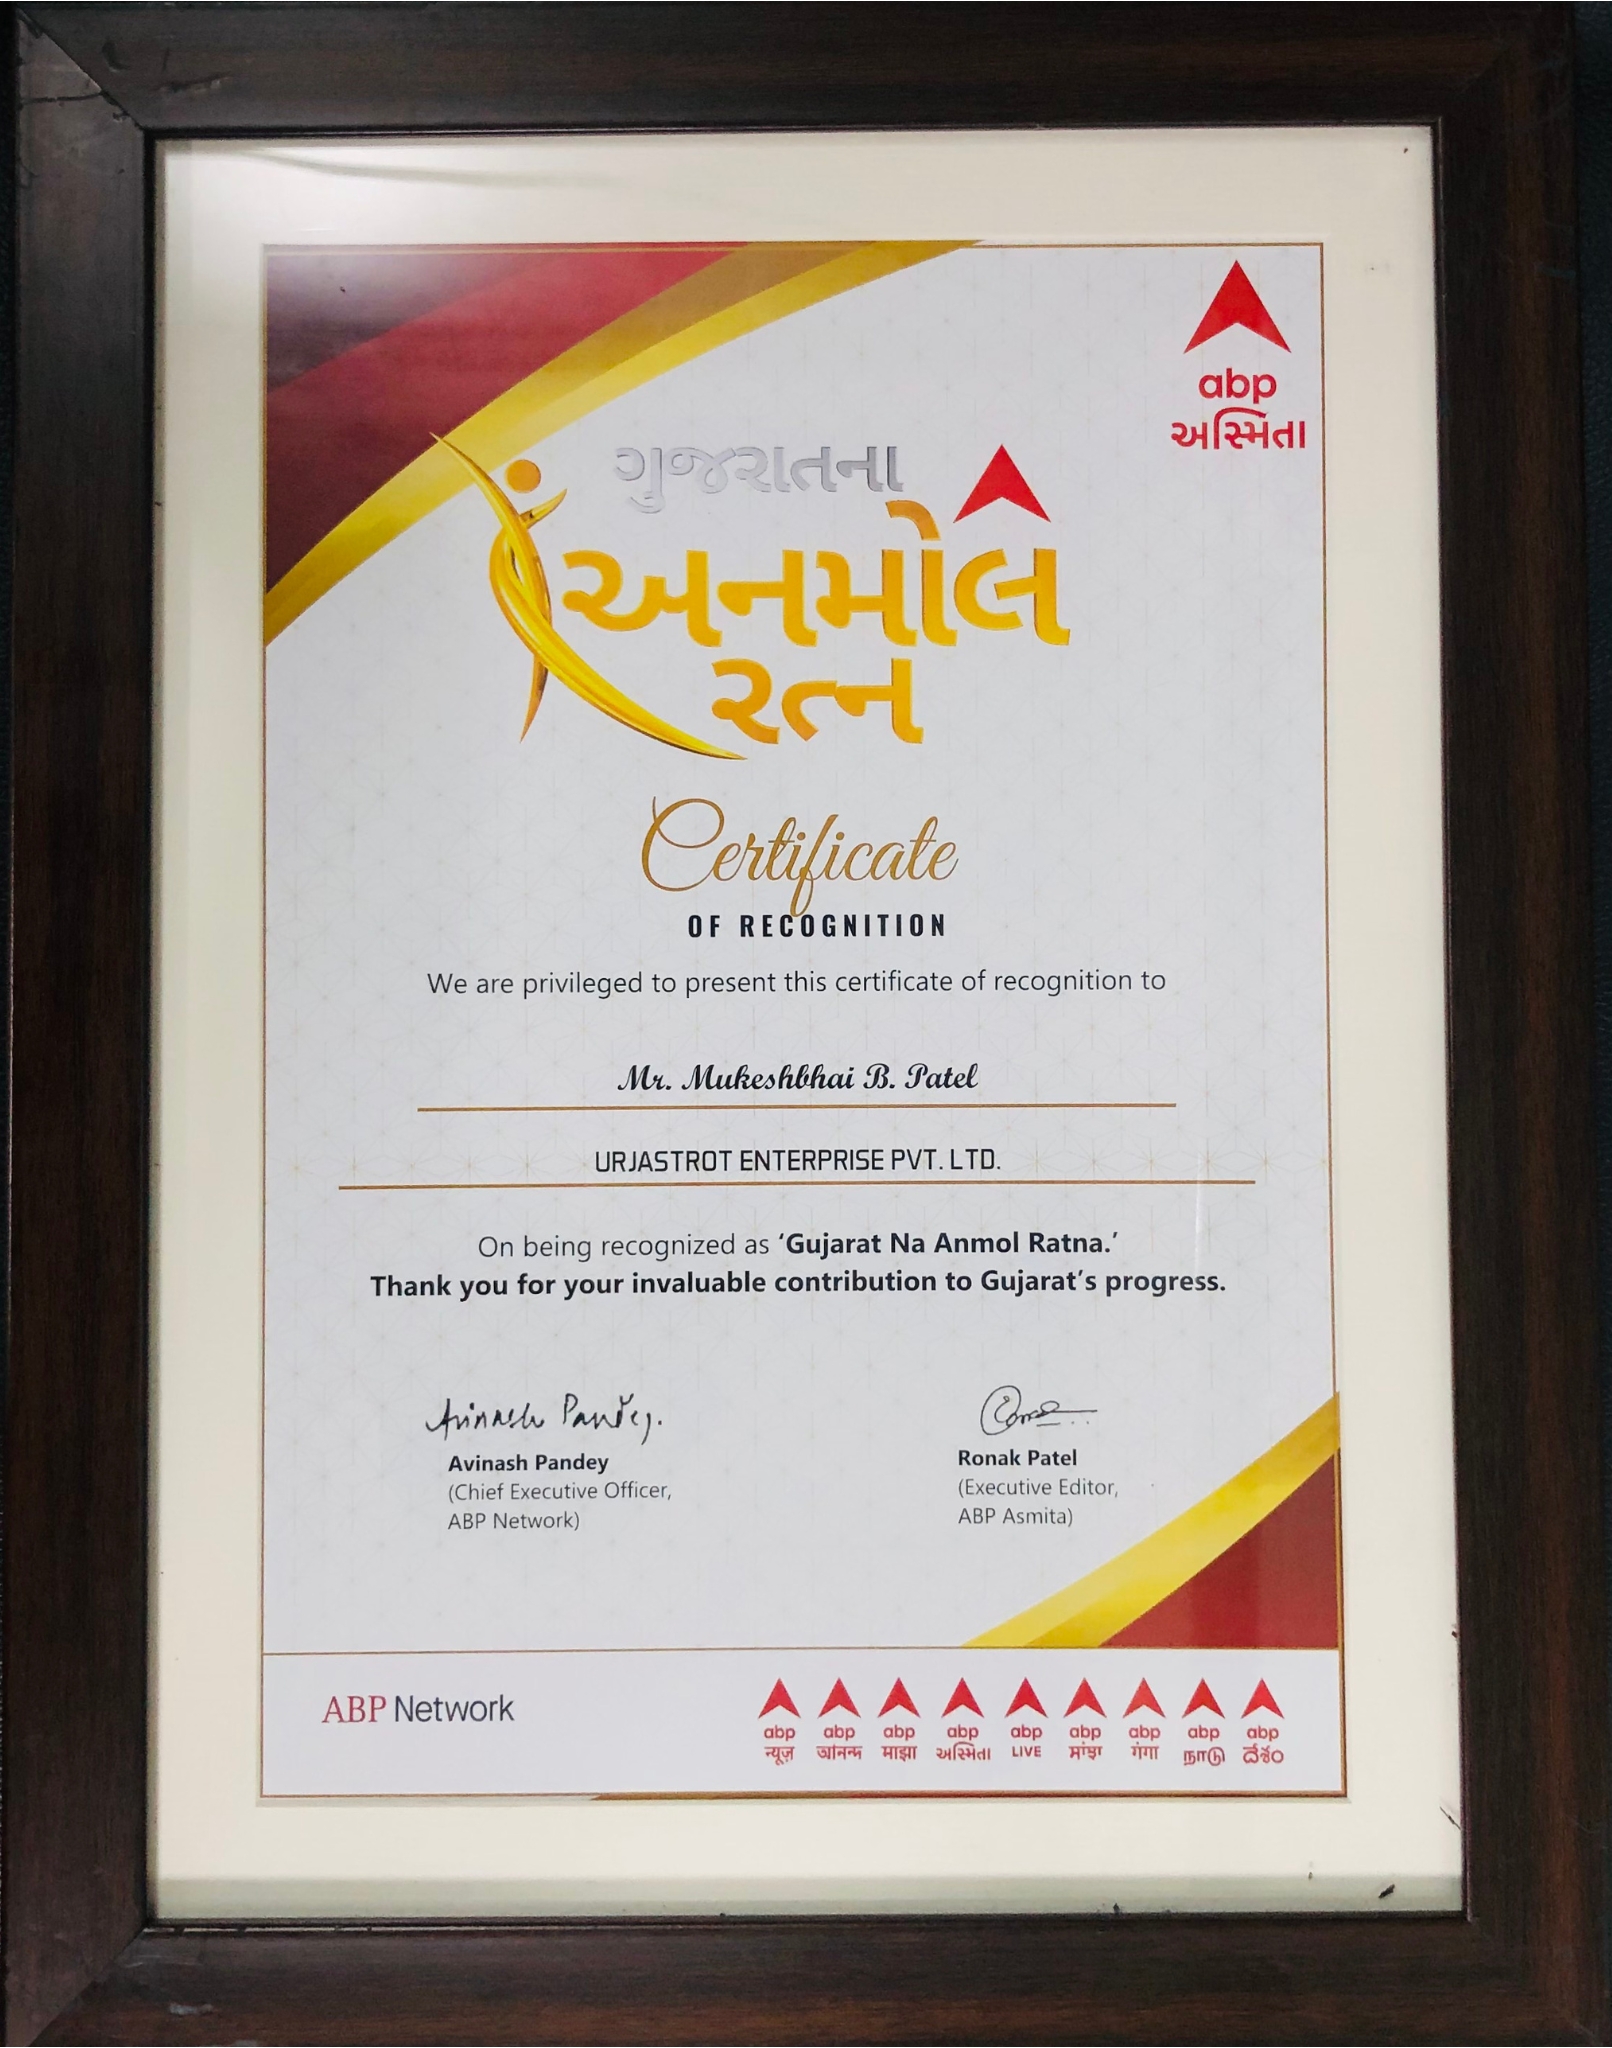 abp
અસ્મિતા
ગુજરાતના
અનમોલ
રત્ન
Certificate
OF RECOGNITION
We are privileged to present this certificate of recognition to
Mr. Mukeshbhai B. Patel
URJASTROT ENTERPRISE PVT. LTD.
On being recognized as ‘Gujarat Na Anmol Ratna.’
Thank you for your invaluable contribution to Gujarat’s progress.
Avinash Pandey.
Avinash Pandey
(Chief Executive Officer,
ABP Network)
Ronak Patel
(Executive Editor,
ABP Asmita)
ABP Network
abp abp abp abp abp abp abp abp abp
न्यूज़ আনন্দ माझा અસ્મિતા LIVE ਸਾਂਝਾ गंगा நாடு దేశం